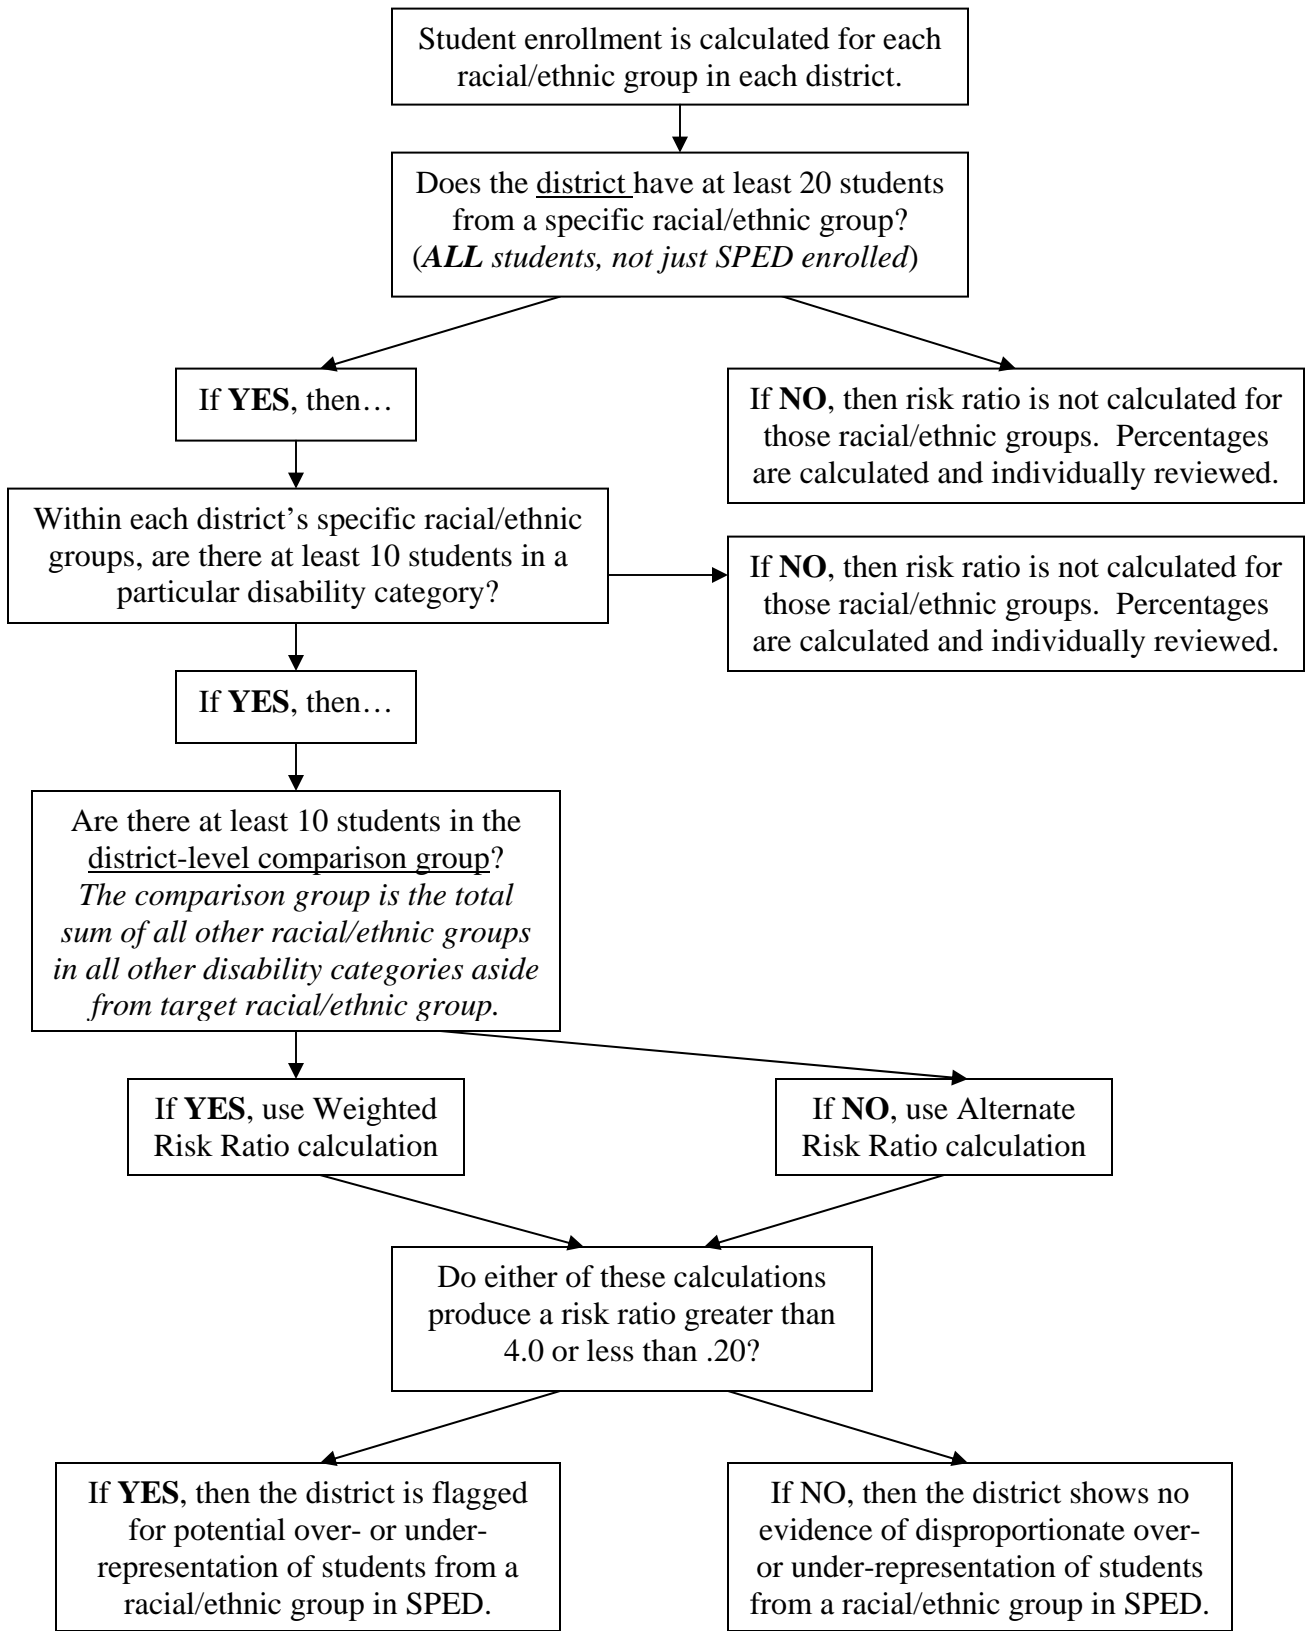 Student enrollment is calculated for each
racial/ethnic group in each district.
Does the district have at least 20 students
from a specific racial/ethnic group?
(ALL students, not just SPED enrolled)
If YES, then…
If NO, then risk ratio is not calculated for
those racial/ethnic groups.  Percentages
are calculated and individually reviewed.
Within each district’s specific racial/ethnic
groups, are there at least 10 students in a
particular disability category?
If NO, then risk ratio is not calculated for
those racial/ethnic groups.  Percentages
are calculated and individually reviewed.
If YES, then…
Are there at least 10 students in the
district-level comparison group?
The comparison group is the total
sum of all other racial/ethnic groups
in all other disability categories aside
from target racial/ethnic group.
If YES, use Weighted
Risk Ratio calculation
If NO, use Alternate
Risk Ratio calculation
Do either of these calculations
produce a risk ratio greater than
4.0 or less than .20?
If YES, then the district is flagged
for potential over- or under-
representation of students from a
racial/ethnic group in SPED.
If NO, then the district shows no
evidence of disproportionate over-
or under-representation of students
from a racial/ethnic group in SPED.